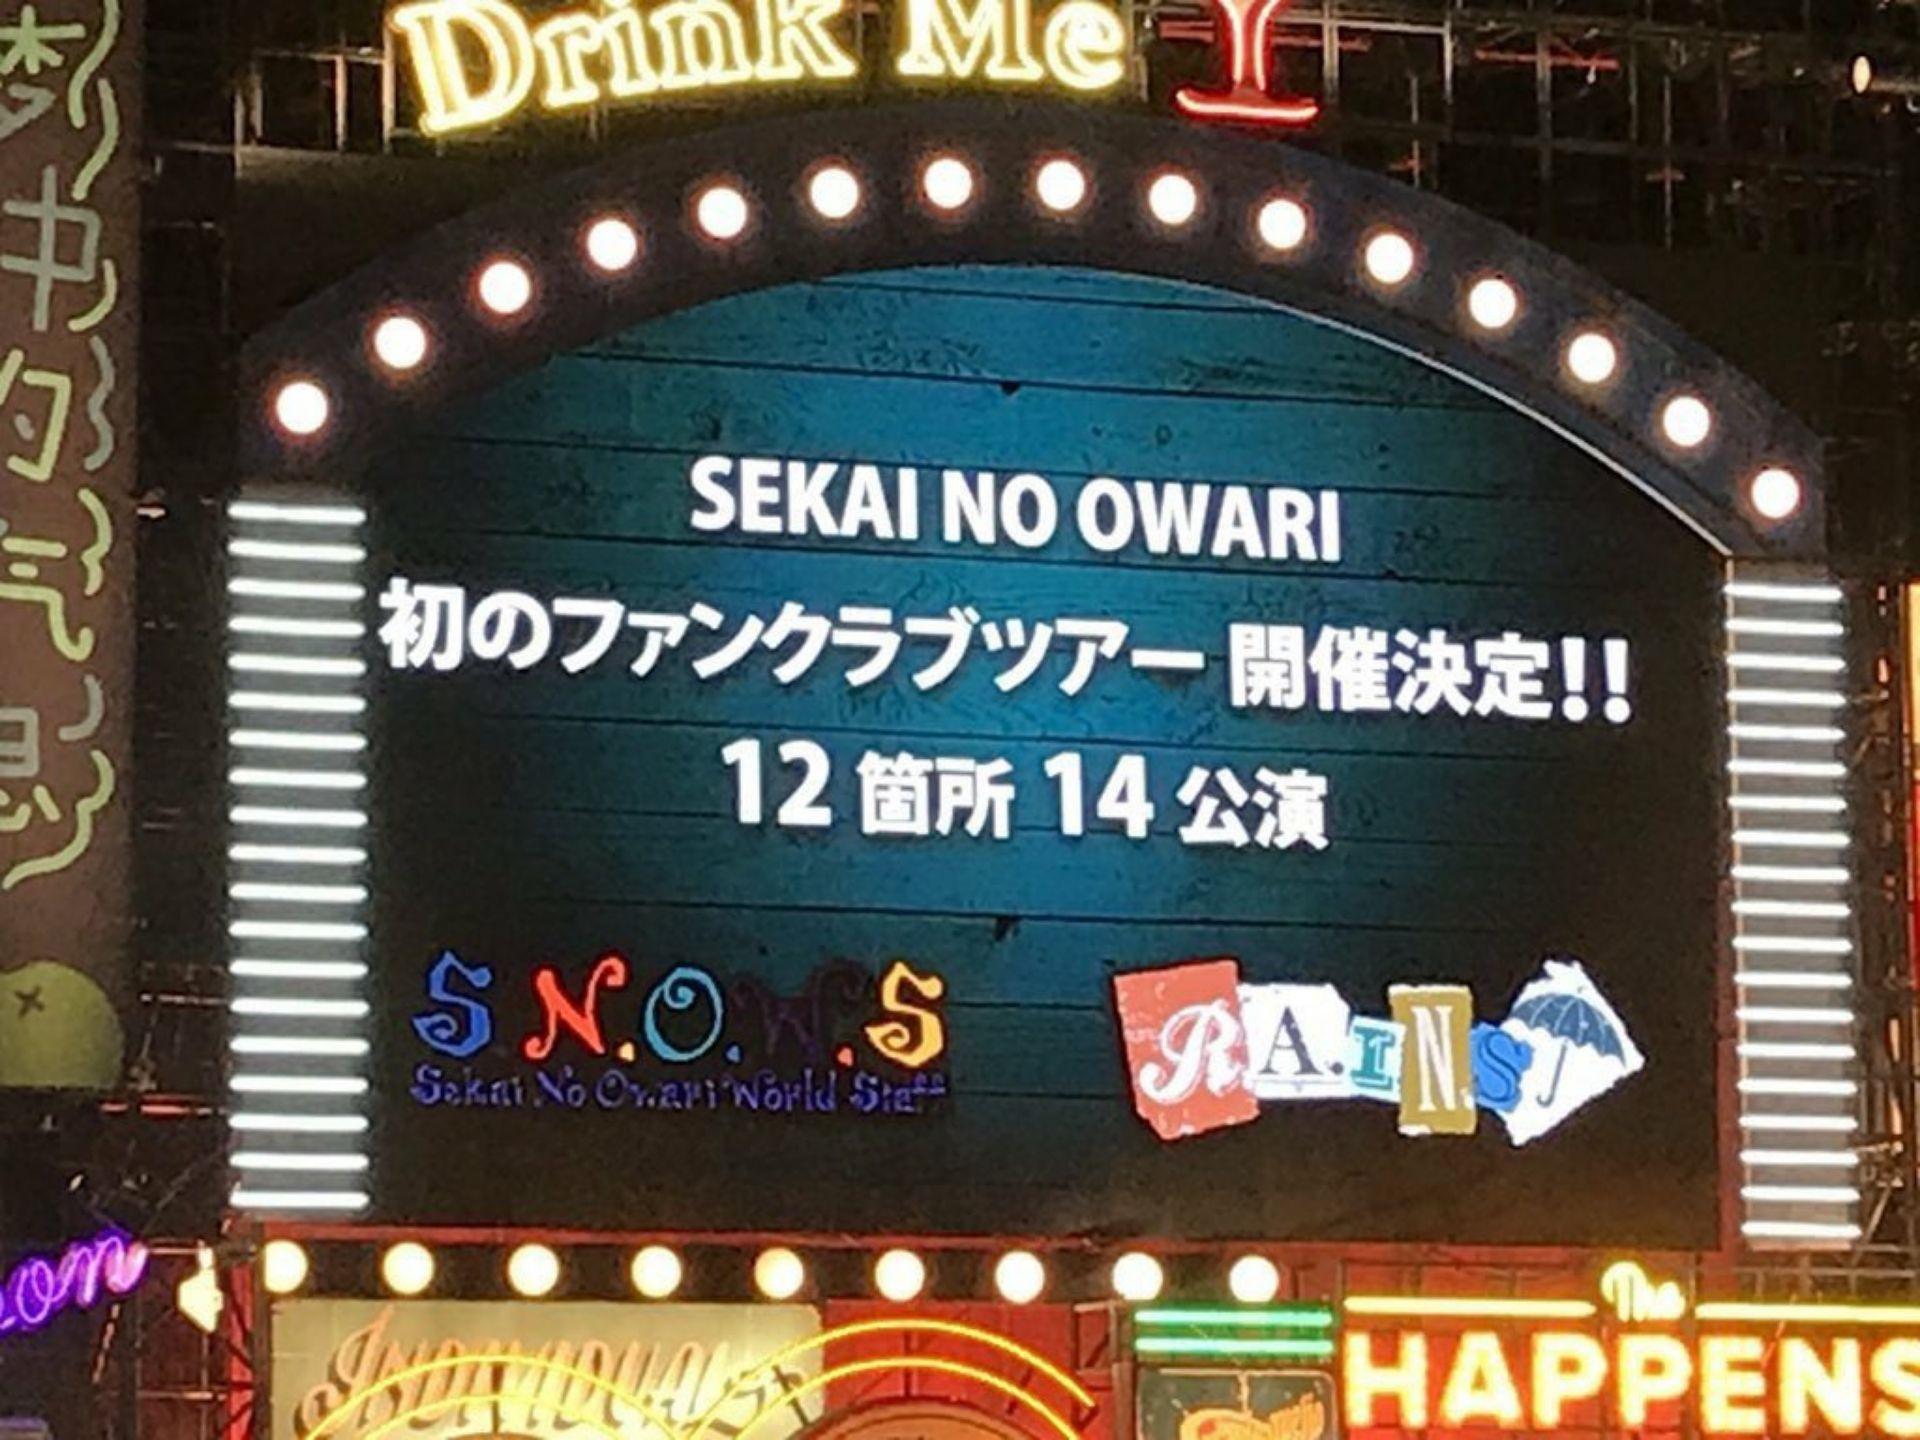 Drink Me
SEKAI NO OWARI
初のファンクラブツアー 開催決定!!
12 箇所 14 公演
S.N.O.W.S
Sekai No Owari World Staff
R.A.I.N.S
The
HAPPENS